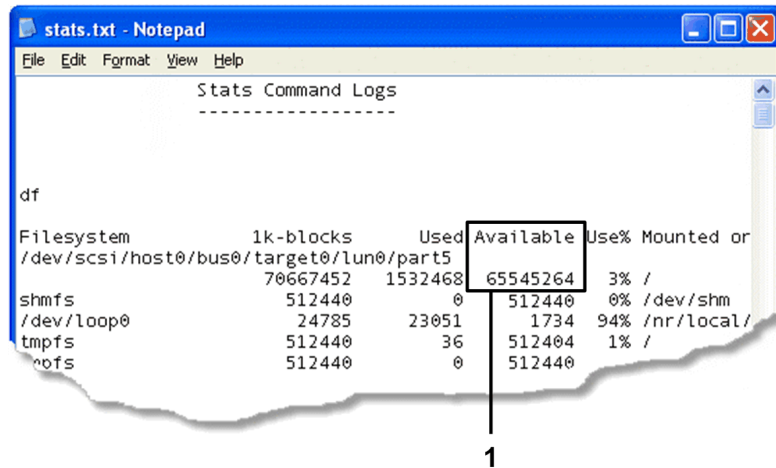 stats.txt - Notepad
File Edit Format View Help
Stats Command Logs
------------------
df
Filesystem 1k-blocks Used Available Use% Mounted on
/dev/scsi/host0/bus0/target0/lun0/part5
70667452 1532468 65545264 3% /
shmfs 512440 0 512440 0% /dev/shm
/dev/loop0 24785 23051 1734 94% /nr/local/
tmpfs 512440 36 512404 1% /
512440 0 512440
1